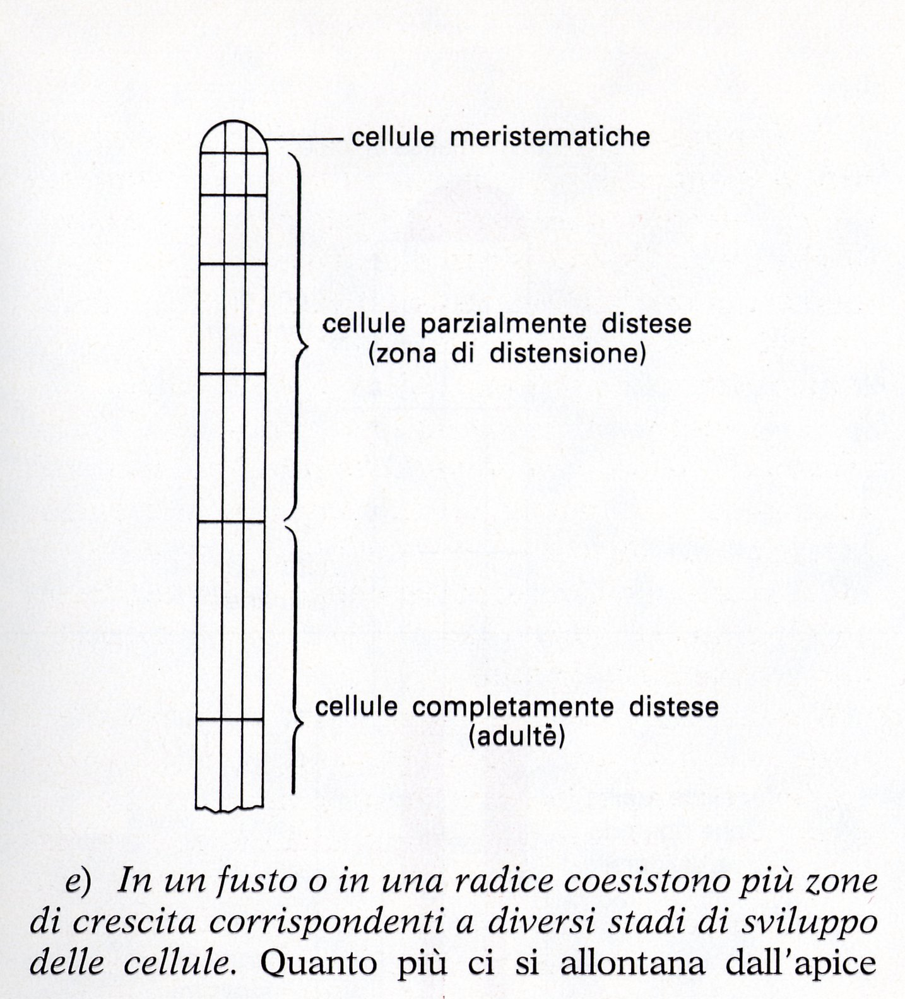 cellule meristematiche
cellule parzialmente distese
(zona di distensione)
cellule completamente distese
(adulte)
e) In un fusto o in una radice coesistono più zone
di crescita corrispondenti a diversi stadi di sviluppo
delle cellule. Quanto più ci si allontana dall'apice